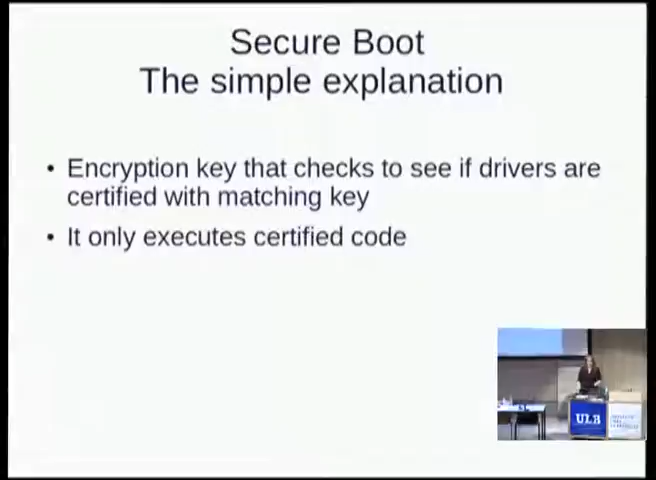 Secure Boot
The simple explanation
• Encryption key that checks to see if drivers are
certified with matching key
• It only executes certified code
ULB